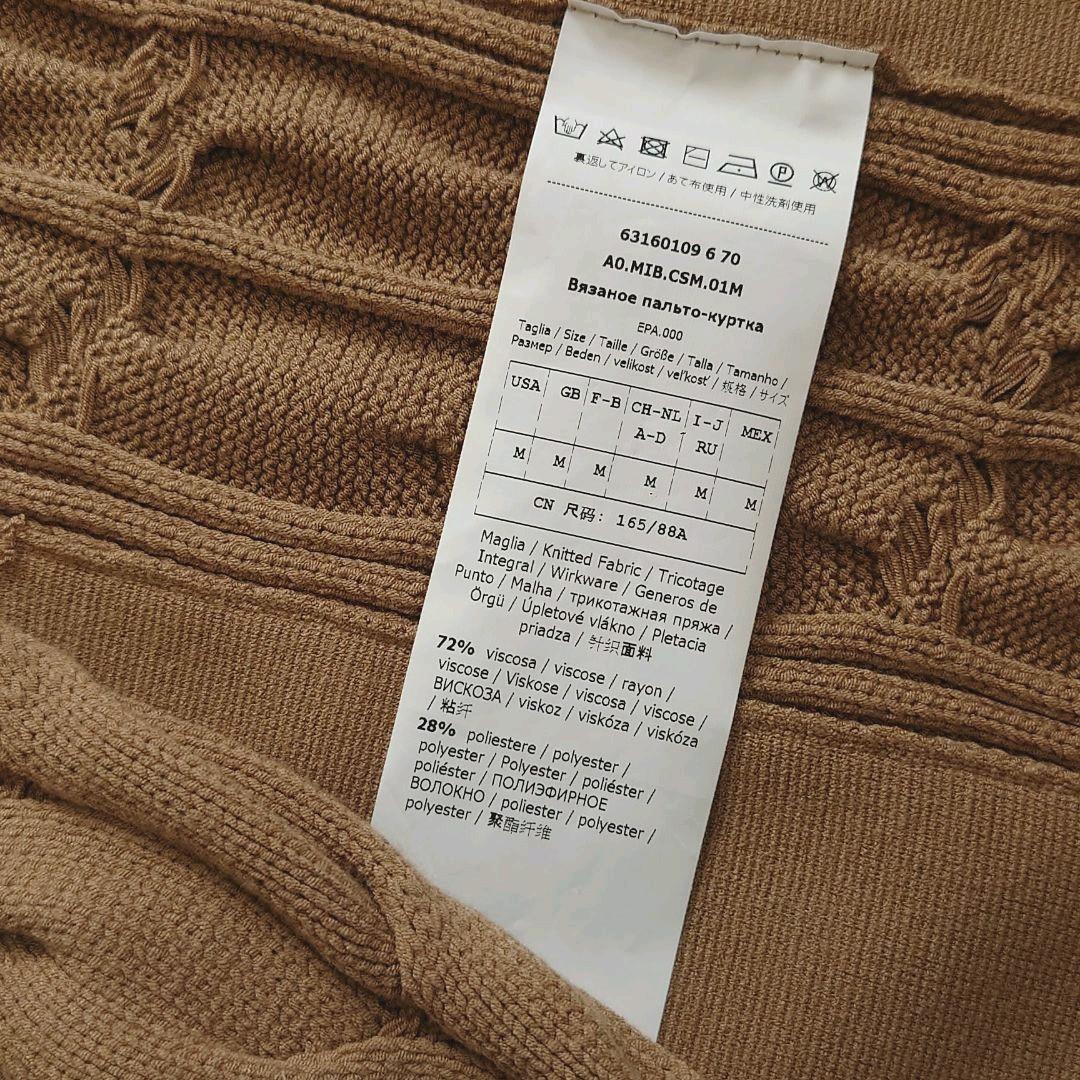 裏返してアイロン / あて布使用 / 中性洗剤使用
63160109 6 70
A0.MIB.CSM.01M
Вязаное пальто-куртка
EPA.000
Taglia / Size / Taille / Größe / Talla / Tamanho /
Размер / Beden / velikost / veľkosť / 规格 / サイズ
USA GB F-B CH-NL I-J MEX
A-D RU
M M M M M M
CN 尺码: 165/88A
Maglia / Knitted Fabric / Tricotage
Integral / Wirkware / Generos de
Punto / Malha / трикотажная пряжа /
Örgü / Úpletové vlákno / Pletacia
priadza / 针织面料
72% viscosa / viscose / rayon /
viscose / Viskose / viscosa / viscose /
ВИСКОЗА / viskoz / viskóza / viskóza
/ 粘纤
28% poliestere / polyester /
polyester / Polyester / poliéster /
poliéster / ПОЛИЭФИРНОЕ
ВОЛОКНО / poliester / polyester /
polyester / 聚酯纤维